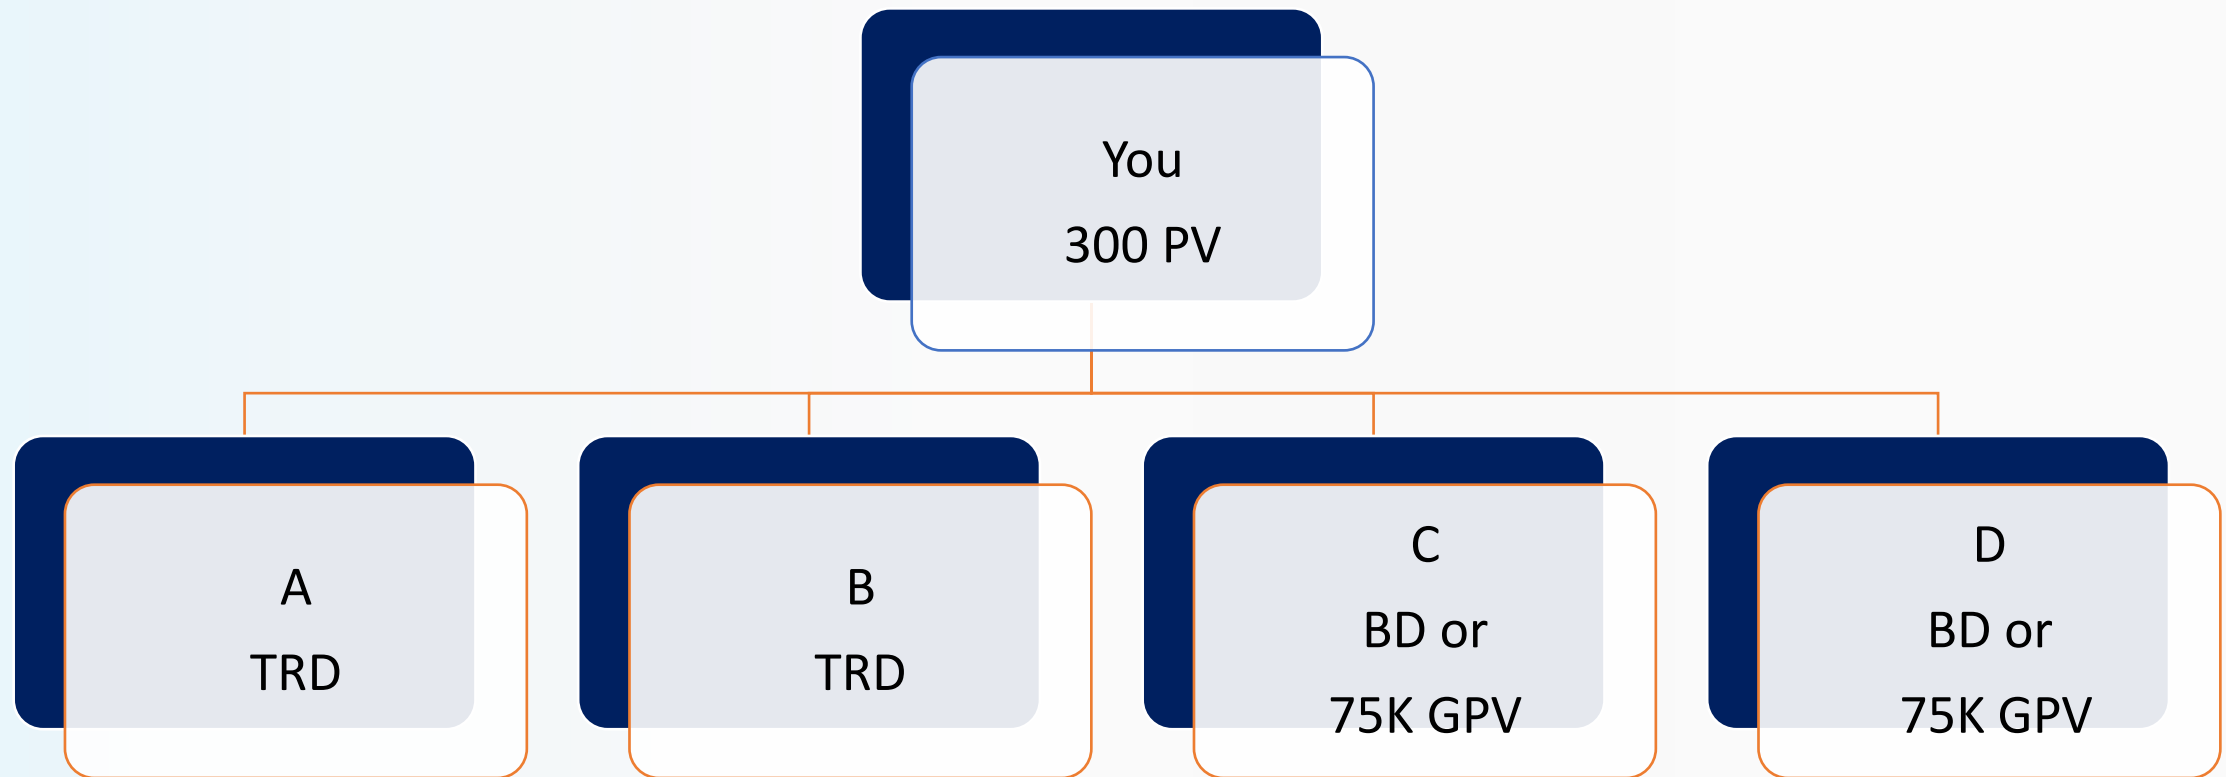 You
300 PV
A
TRD
B
TRD
C
BD or
75K GPV
D
BD or
75K GPV